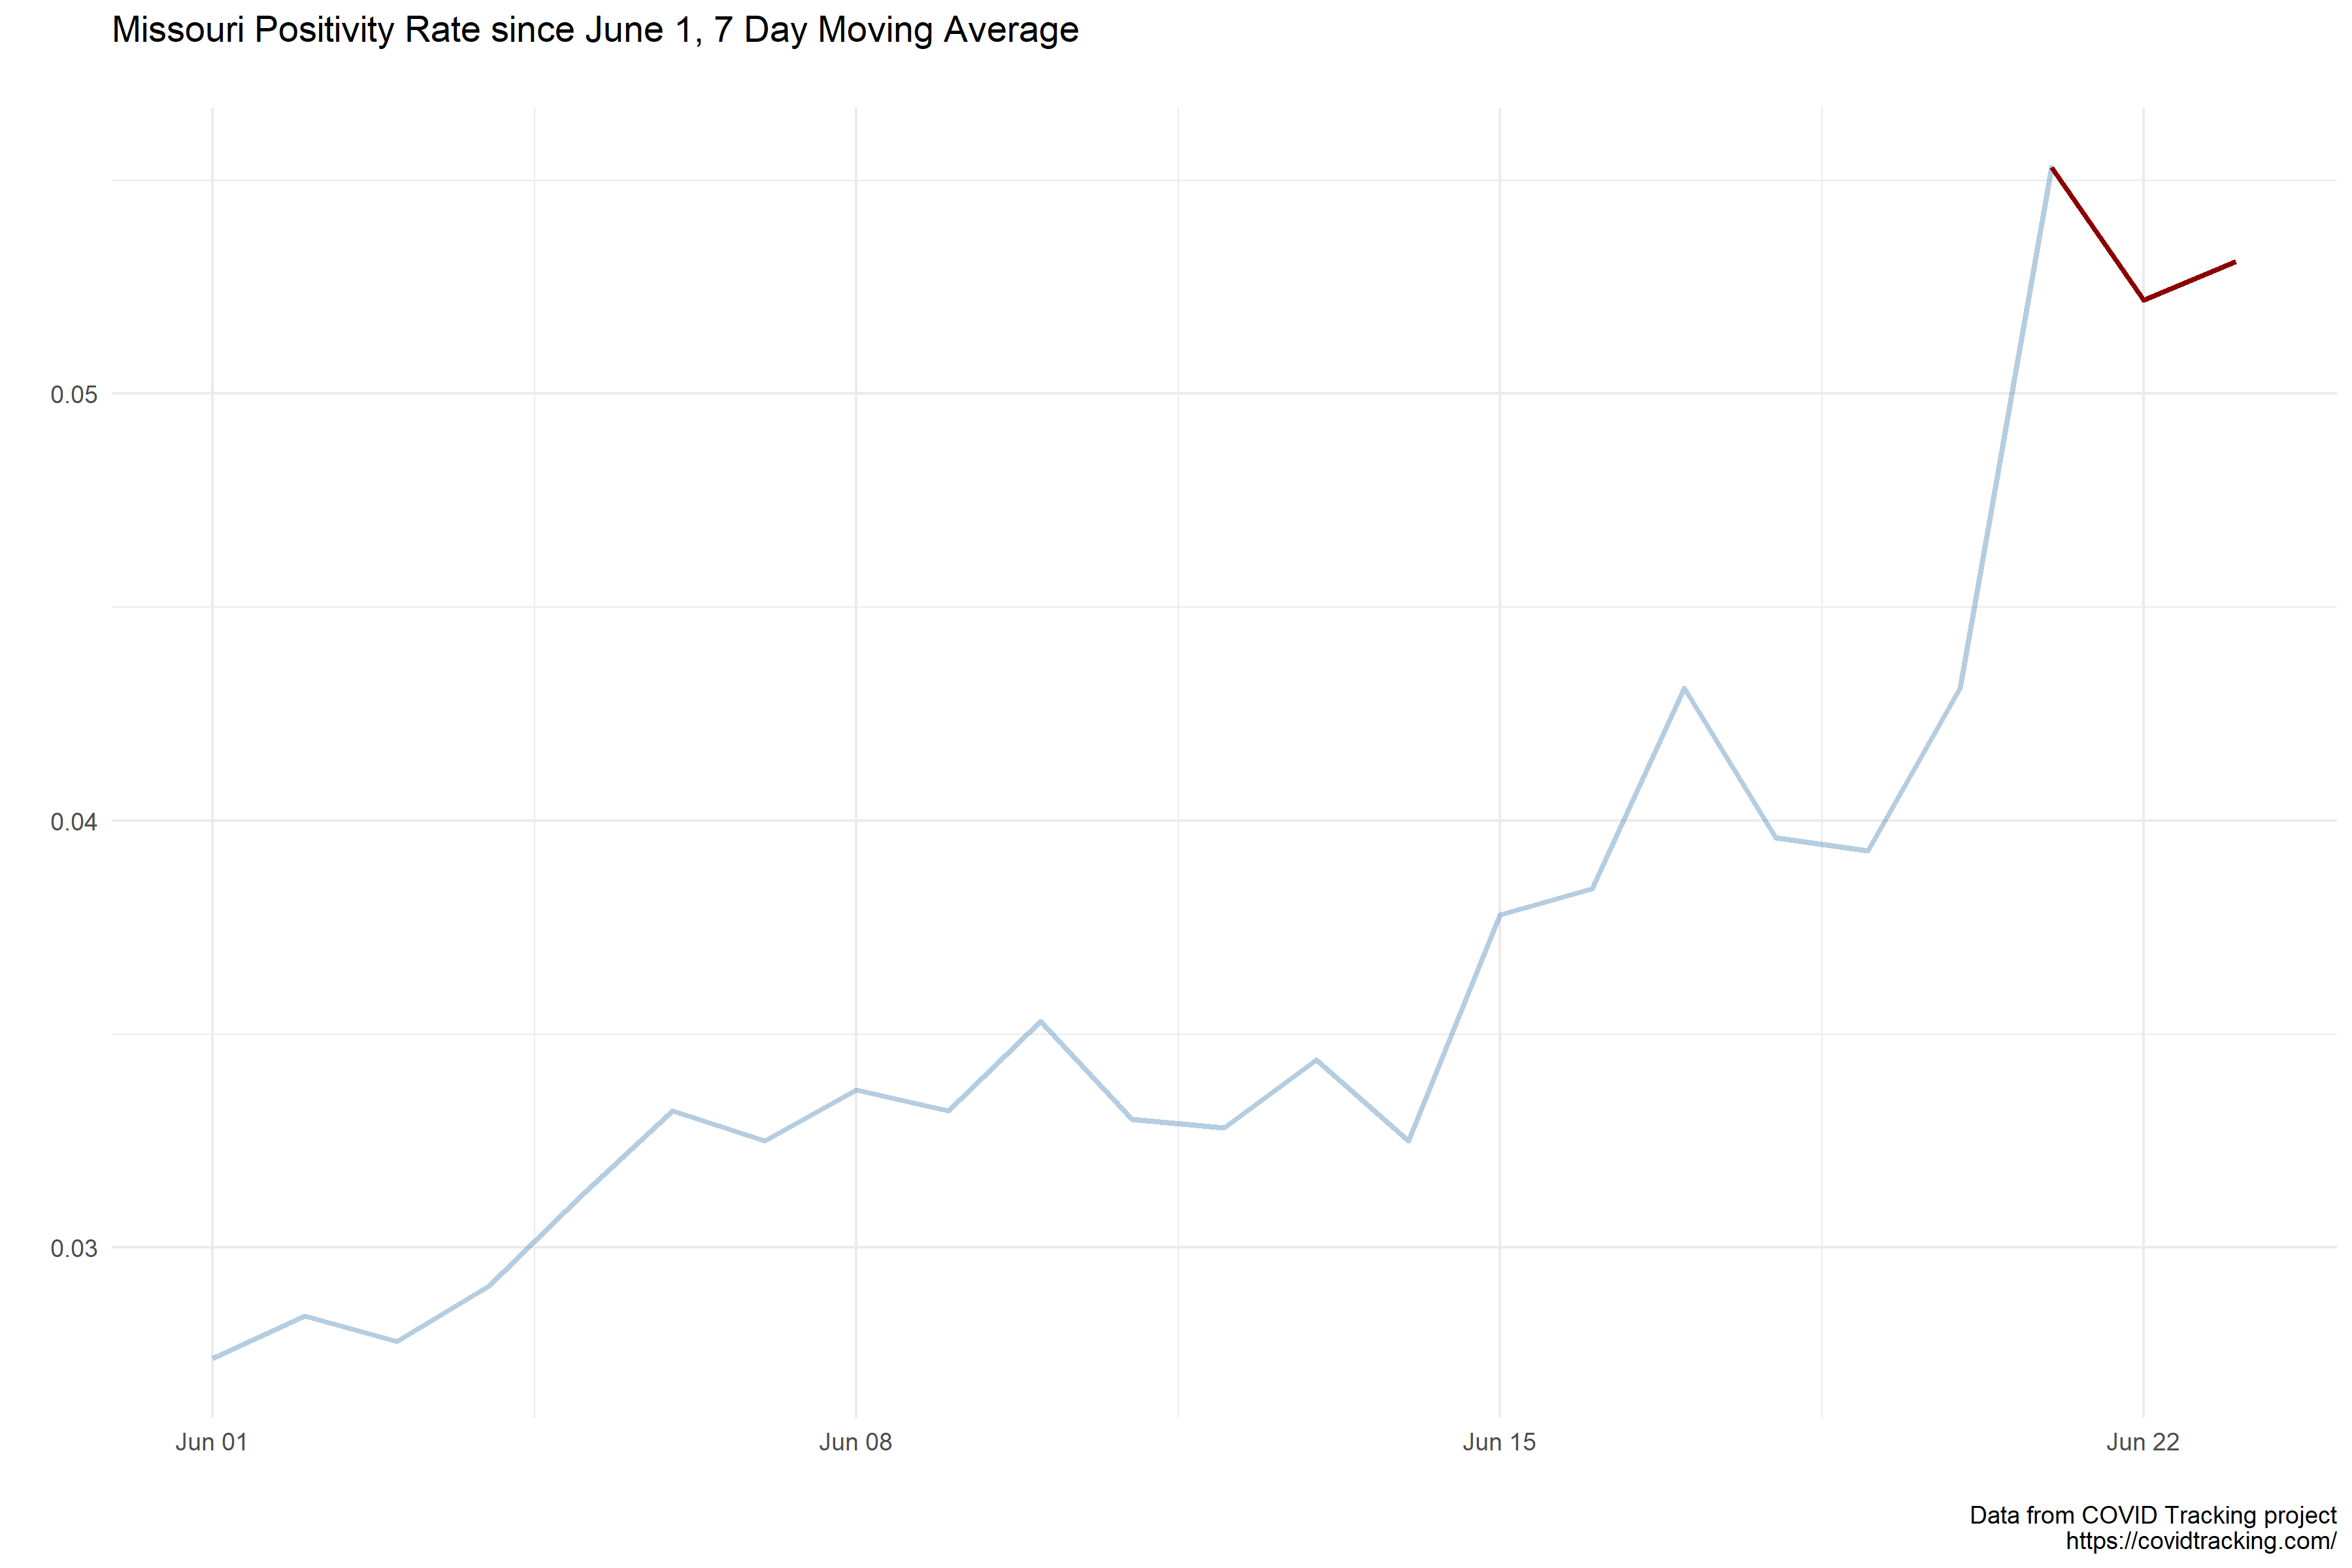 Missouri Positivity Rate since June 1, 7 Day Moving Average
0.05
0.04
0.03
Jun 01 Jun 08 Jun 15 Jun 22
Data from COVID Tracking project
https://covidtracking.com/